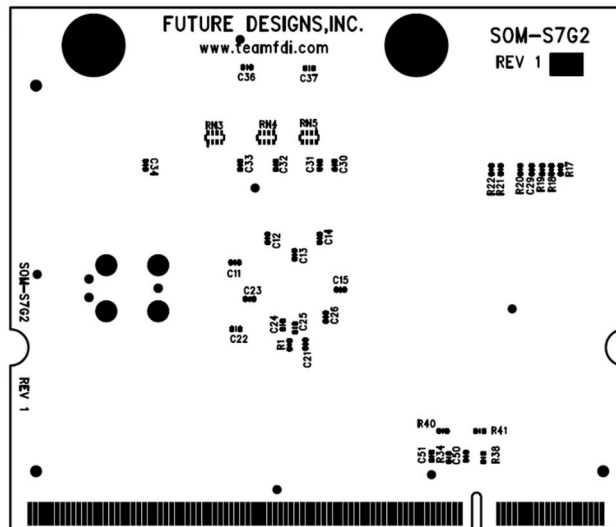 FUTURE DESIGNS,INC.
www.teamfdi.com
SOM-S7G2
REV 1
C36
C37
RN3
RN4
RN5
C34
C33
C32
C31
C30
R22
R21
R20
C29
R19
R18
R17
C12
C14
C13
C11
C23
C15
C24
C25
C26
C22
R1
C21
SOM-S7G2
REV 1
R40
R41
C51
R34
C50
R38